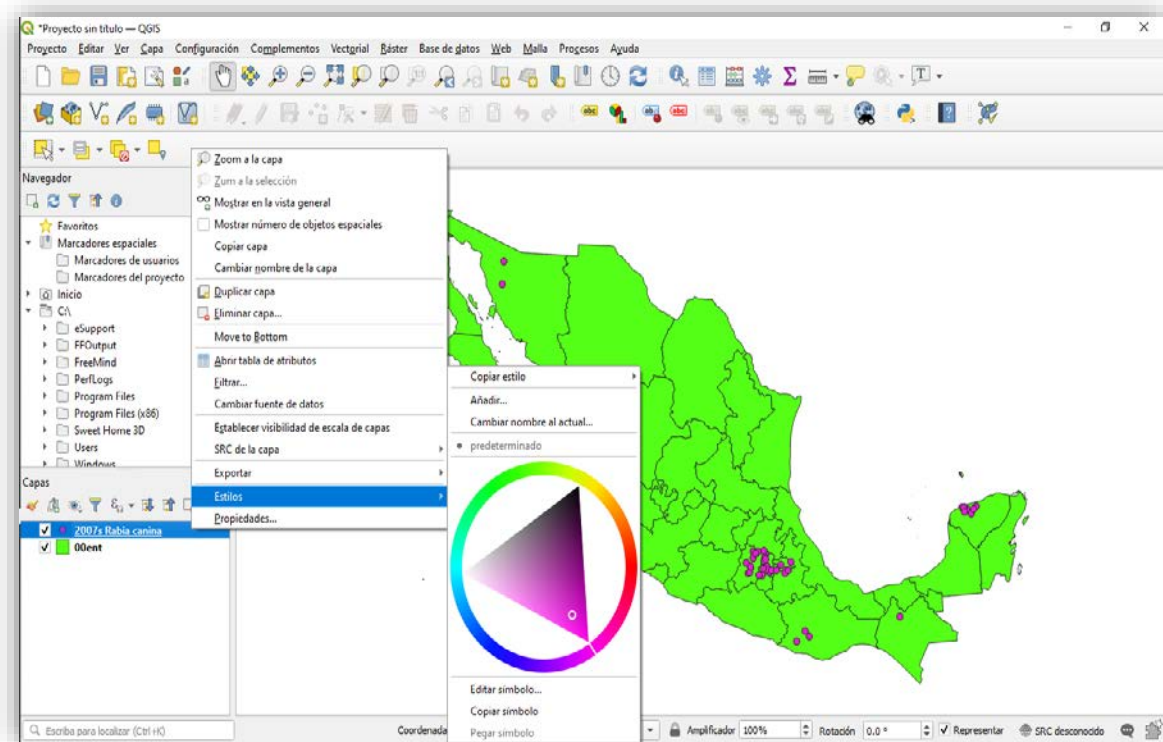 *Proyecto sin título — QGIS
Proyecto Editar Ver Capa Configuración Complementos Vectorial Ráster Base de datos Web Malla Procesos Ayuda
Navegador
Favoritos
Marcadores espaciales
Marcadores de usuarios
Marcadores del proyecto
Inicio
C:\
eSupport
FFOutput
FreeMind
PerfLogs
Program Files
Program Files (x86)
Sweet Home 3D
Users
Windows
Capas
2007s Rabia canina
00ent
Zoom a la capa
Zum a la selección
Mostrar en la vista general
Mostrar número de objetos espaciales
Copiar capa
Cambiar nombre de la capa
Duplicar capa
Eliminar capa...
Move to Bottom
Abrir tabla de atributos
Filtrar...
Cambiar fuente de datos
Establecer visibilidad de escala de capas
SRC de la capa
Exportar
Estilos
Propiedades...
Copiar estilo
Añadir...
Cambiar nombre al actual...
predeterminado
Editar símbolo...
Copiar símbolo
Pegar símbolo
Escriba para localizar (Ctrl+K)
Coordenada
Amplificador 100% Rotación 0.0 ° Representar SRC desconocido